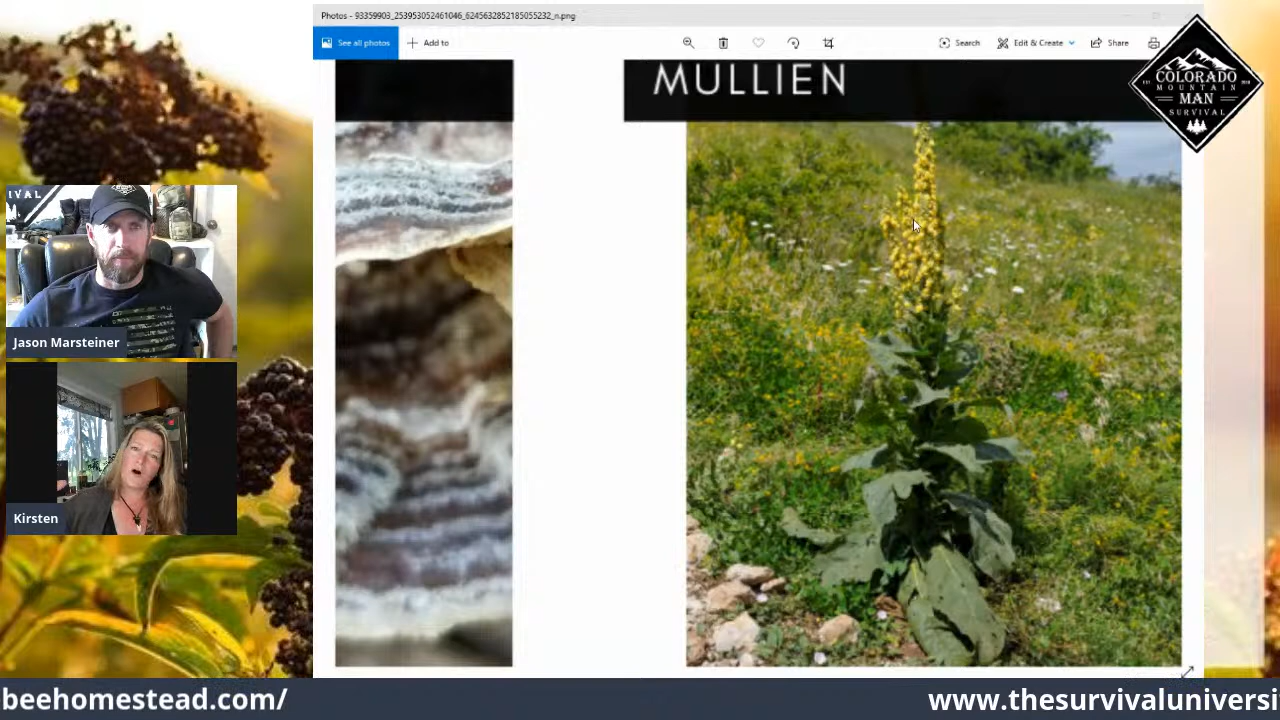 Photos - 93359903_253953052461046_6245632852185055232_n.png
See all photos
Add to
Search
Edit & Create
Share
MULLIEN
COLORADO
MOUNTAIN
MAN
SURVIVAL
IVAL
Jason Marsteiner
Kirsten
beehomestead.com/
www.thesurvivaluniversi